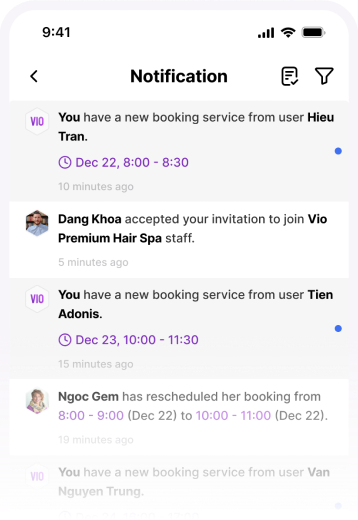 9:41
Notification
VIO
You have a new booking service from user Hieu
Tran.
Dec 22, 8:00 - 8:30
10 minutes ago
Dang Khoa accepted your invitation to join Vio
Premium Hair Spa staff.
5 minutes ago
VIO
You have a new booking service from user Tien
Adonis.
Dec 23, 10:00 - 11:30
15 minutes ago
Ngoc Gem has rescheduled her booking from
8:00 - 9:00 (Dec 22) to 10:00 - 11:00 (Dec 22).
19 minutes ago
VIO
You have a new booking service from user Van
Nguyen Trung.